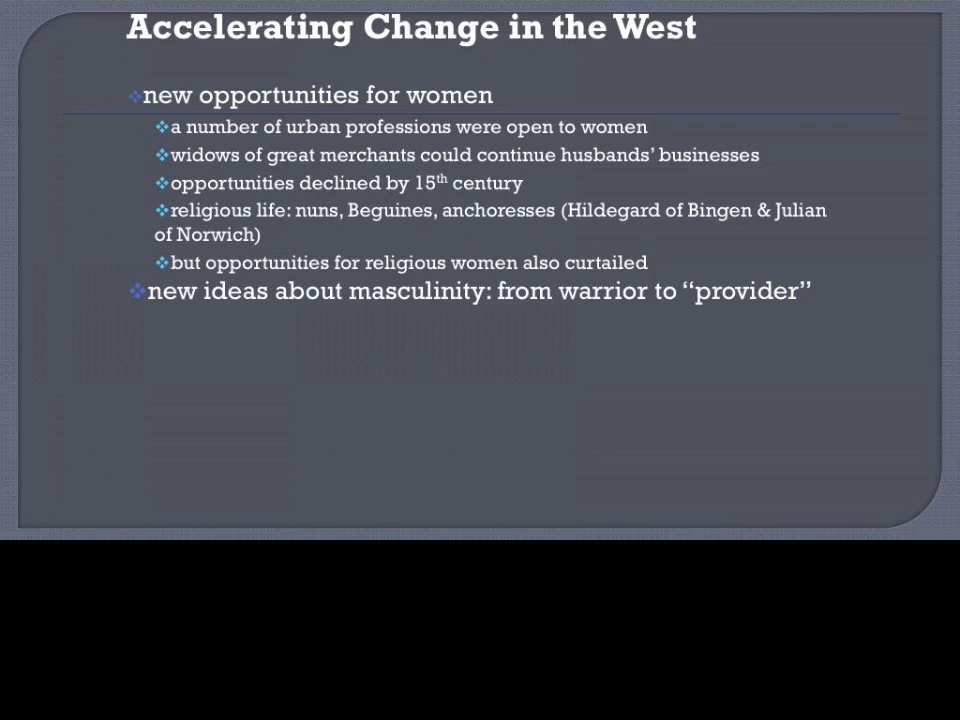 Accelerating Change in the West
❖new opportunities for women
❖a number of urban professions were open to women
❖widows of great merchants could continue husbands’ businesses
❖opportunities declined by 15th century
❖religious life: nuns, Beguines, anchoresses (Hildegard of Bingen & Julian
of Norwich)
❖but opportunities for religious women also curtailed
❖new ideas about masculinity: from warrior to “provider”